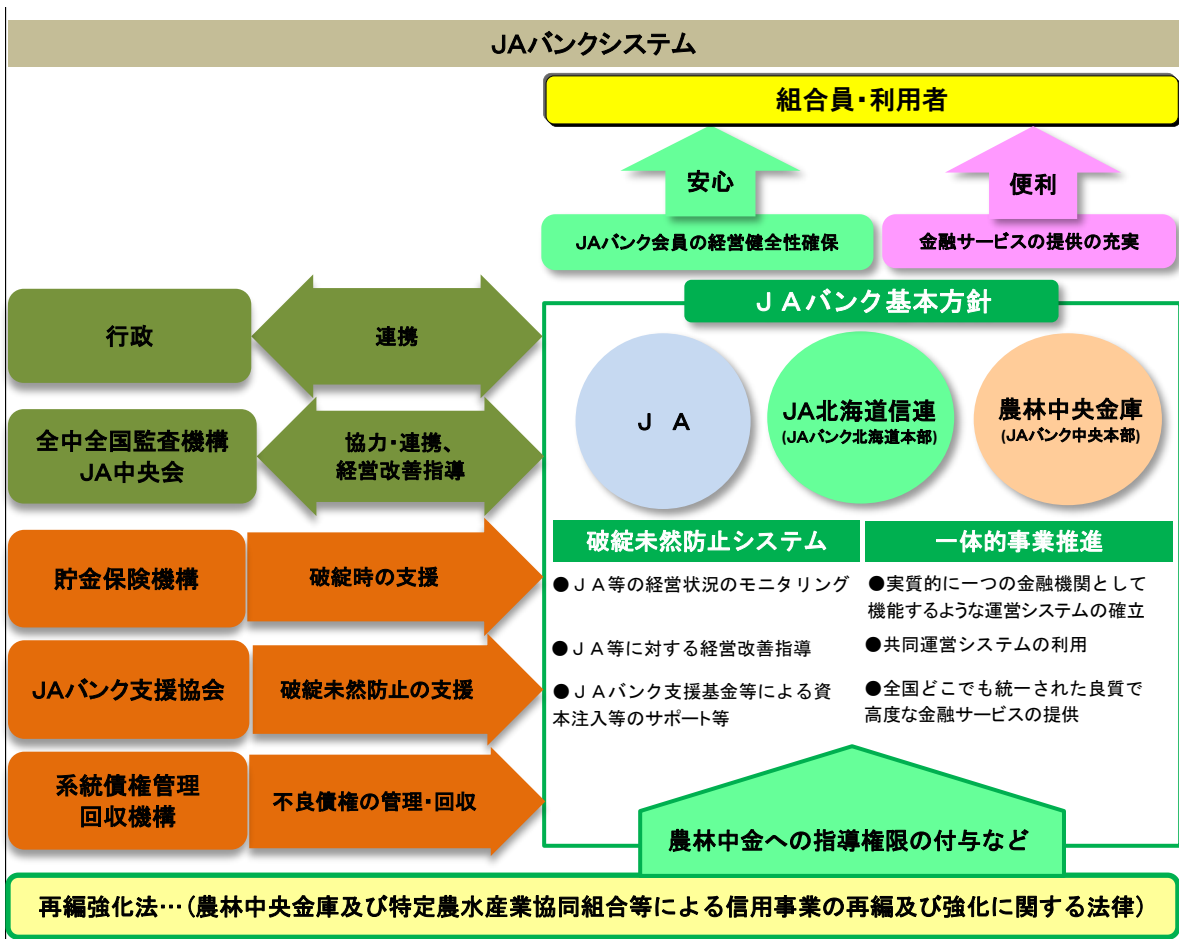 JAバンクシステム
組合員・利用者
安心
便利
JAバンク会員の経営健全性確保
金融サービスの提供の充実
JAバンク基本方針
行政
連携
全中全国監査機構
JA中央会
協力・連携、
経営改善指導
貯金保険機構
破綻時の支援
JAバンク支援協会
破綻未然防止の支援
系統債権管理
回収機構
不良債権の管理・回収
JA
JA北海道信連
(JAバンク北海道本部)
農林中央金庫
(JAバンク中央本部)
破綻未然防止システム
●JA等の経営状況のモニタリング
●JA等に対する経営改善指導
●JAバンク支援基金等による資
本注入等のサポート等
一体的事業推進
●実質的に一つの金融機関として
機能するような運営システムの確立
●共同運営システムの利用
●全国どこでも統一された良質で
高度な金融サービスの提供
農林中金への指導権限の付与など
再編強化法…(農林中央金庫及び特定農水産業協同組合等による信用事業の再編及び強化に関する法律)